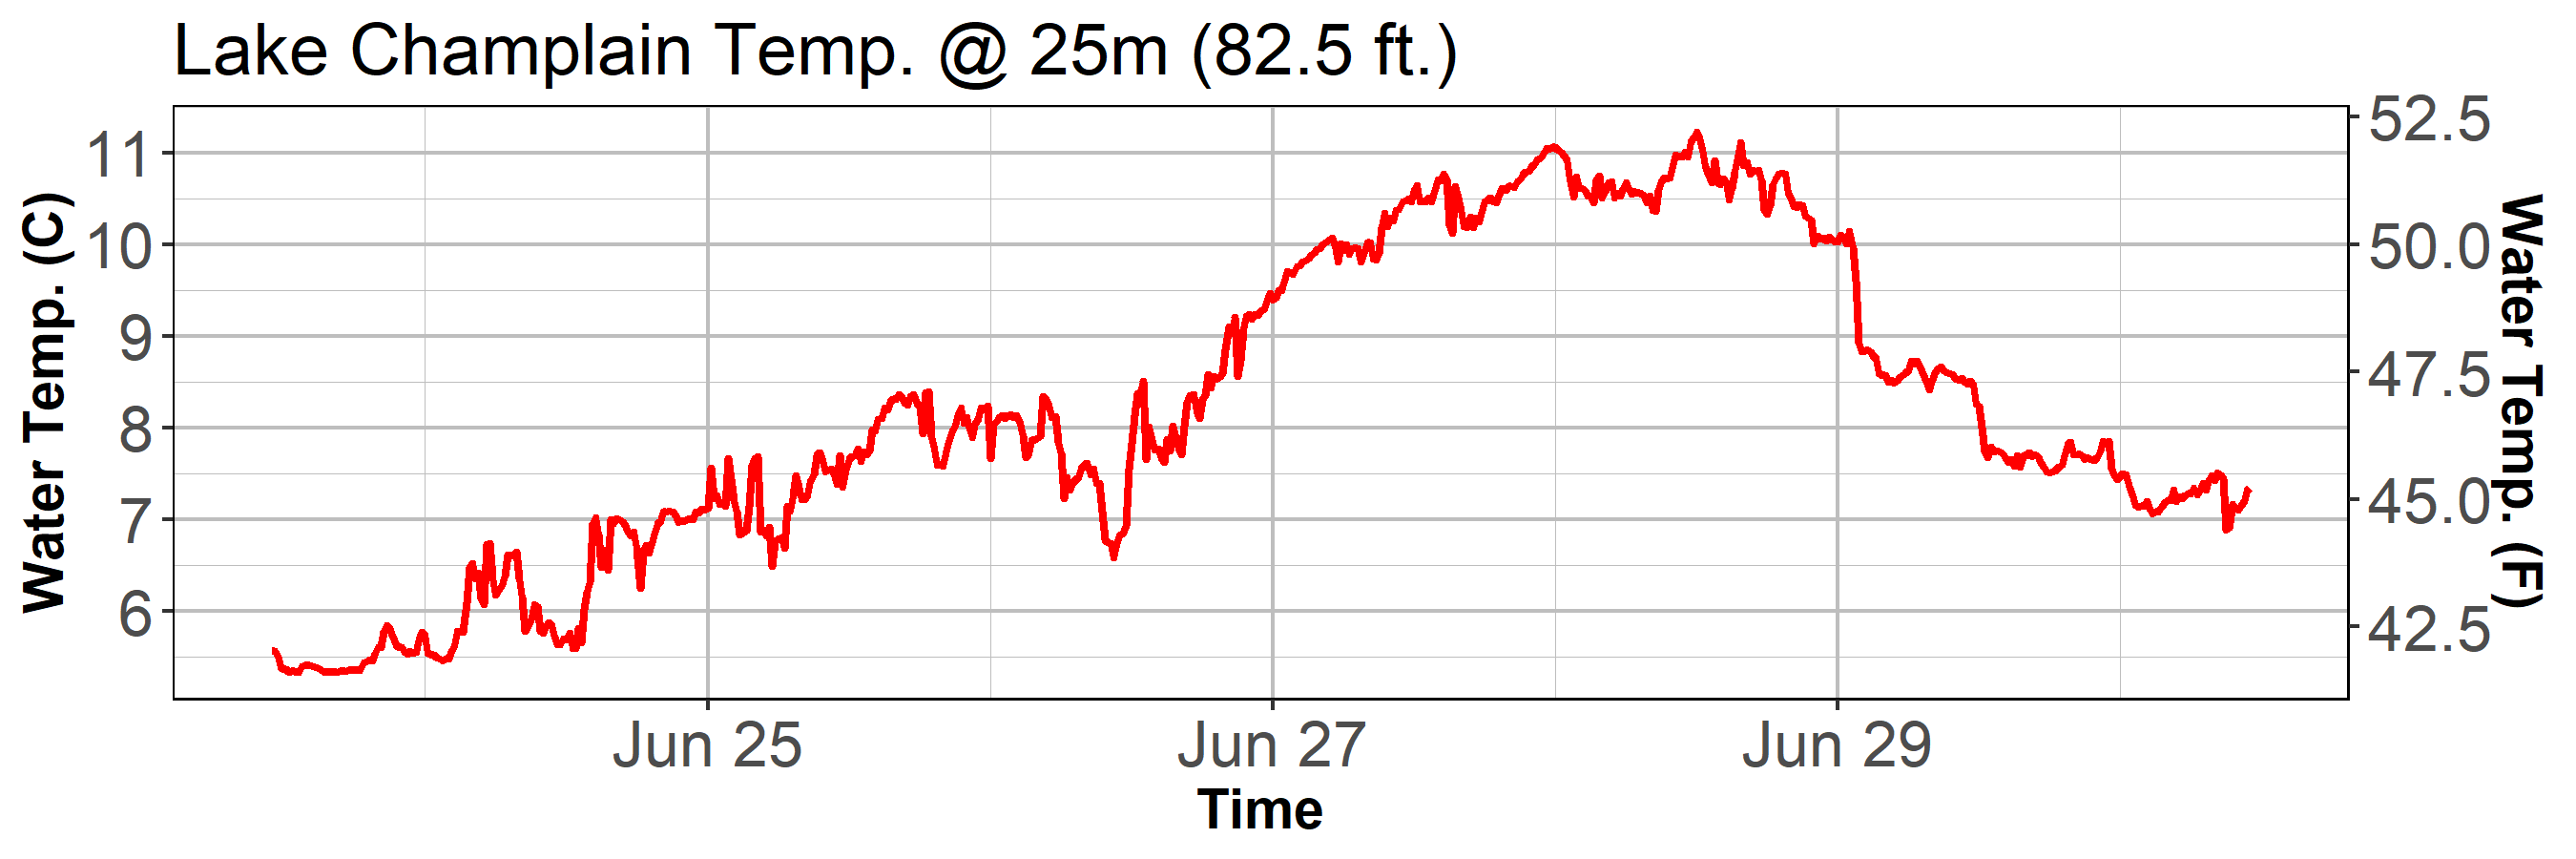 Lake Champlain Temp. @ 25m (82.5 ft.)
Water Temp. (C)
11
10
9
8
7
6
52.5
50.0
47.5
45.0
42.5
Water Temp. (F)
Jun 25 Jun 27 Jun 29
Time